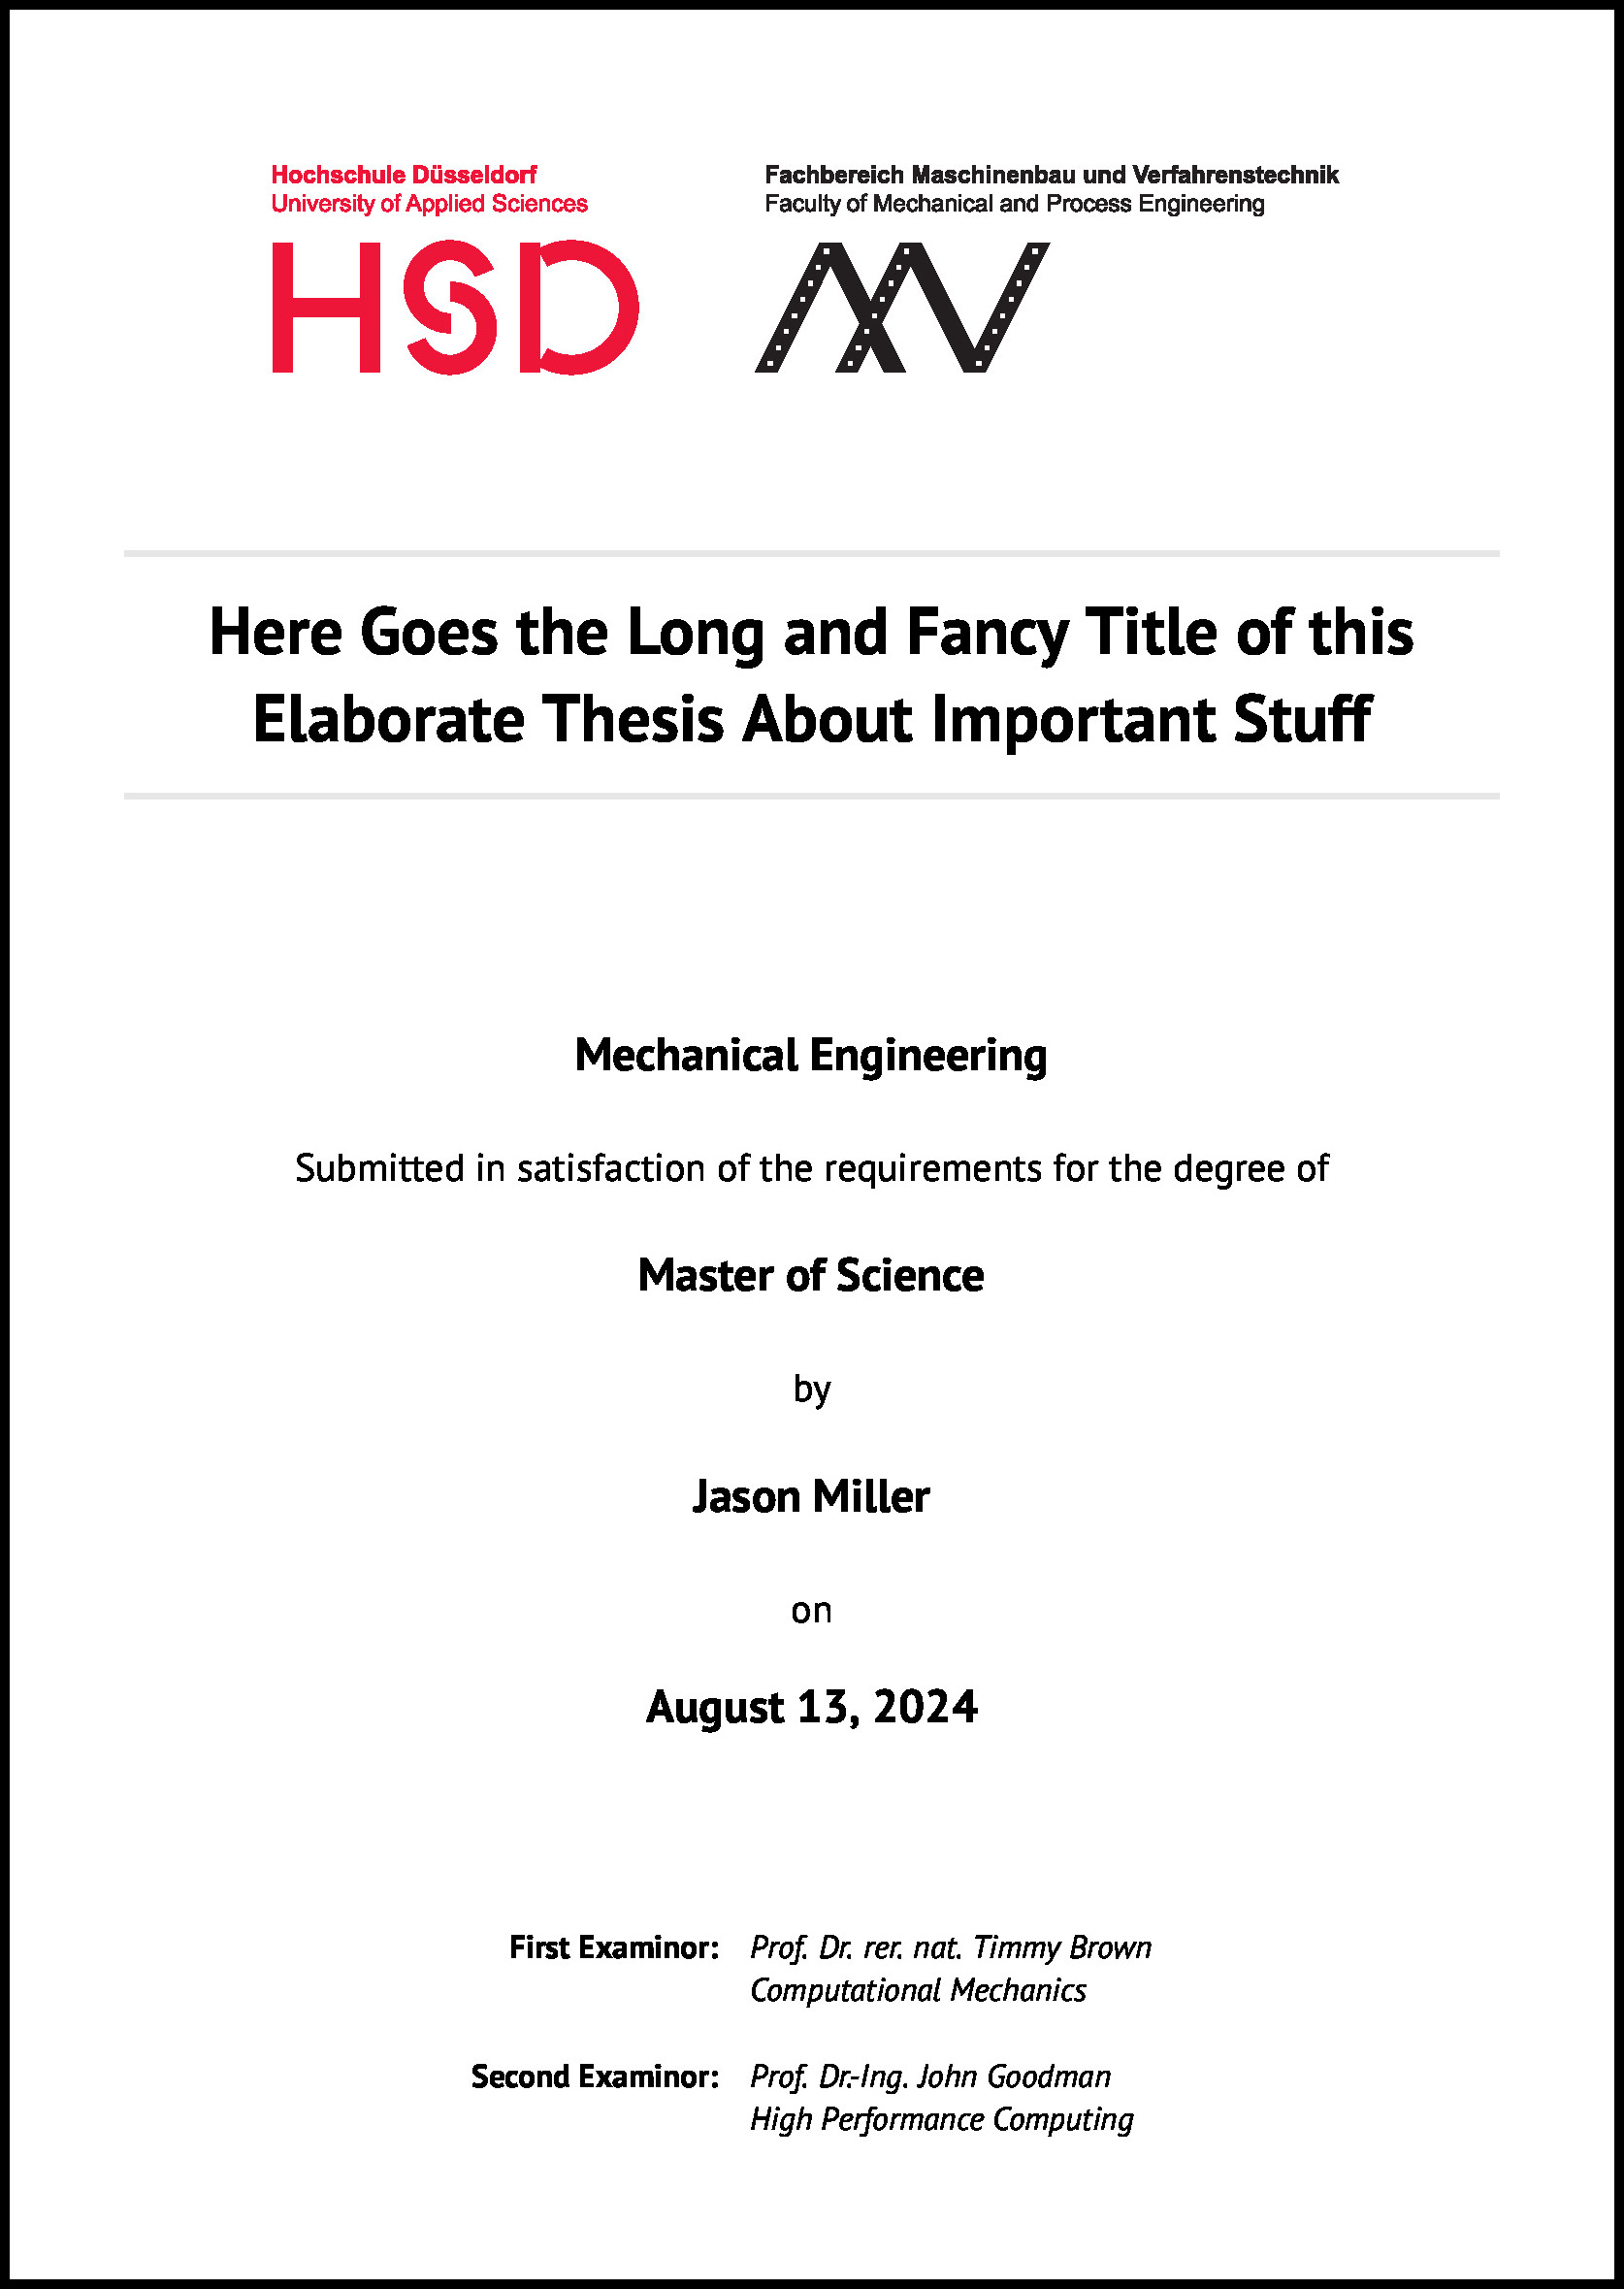 Hochschule Düsseldorf
University of Applied Sciences
HSD
Fachbereich Maschinenbau und Verfahrenstechnik
Faculty of Mechanical and Process Engineering
MV
Here Goes the Long and Fancy Title of this
Elaborate Thesis About Important Stuff
Mechanical Engineering
Submitted in satisfaction of the requirements for the degree of
Master of Science
by
Jason Miller
on
August 13, 2024
First Examinor: Prof. Dr. rer. nat. Timmy Brown
Computational Mechanics
Second Examinor: Prof. Dr.-Ing. John Goodman
High Performance Computing